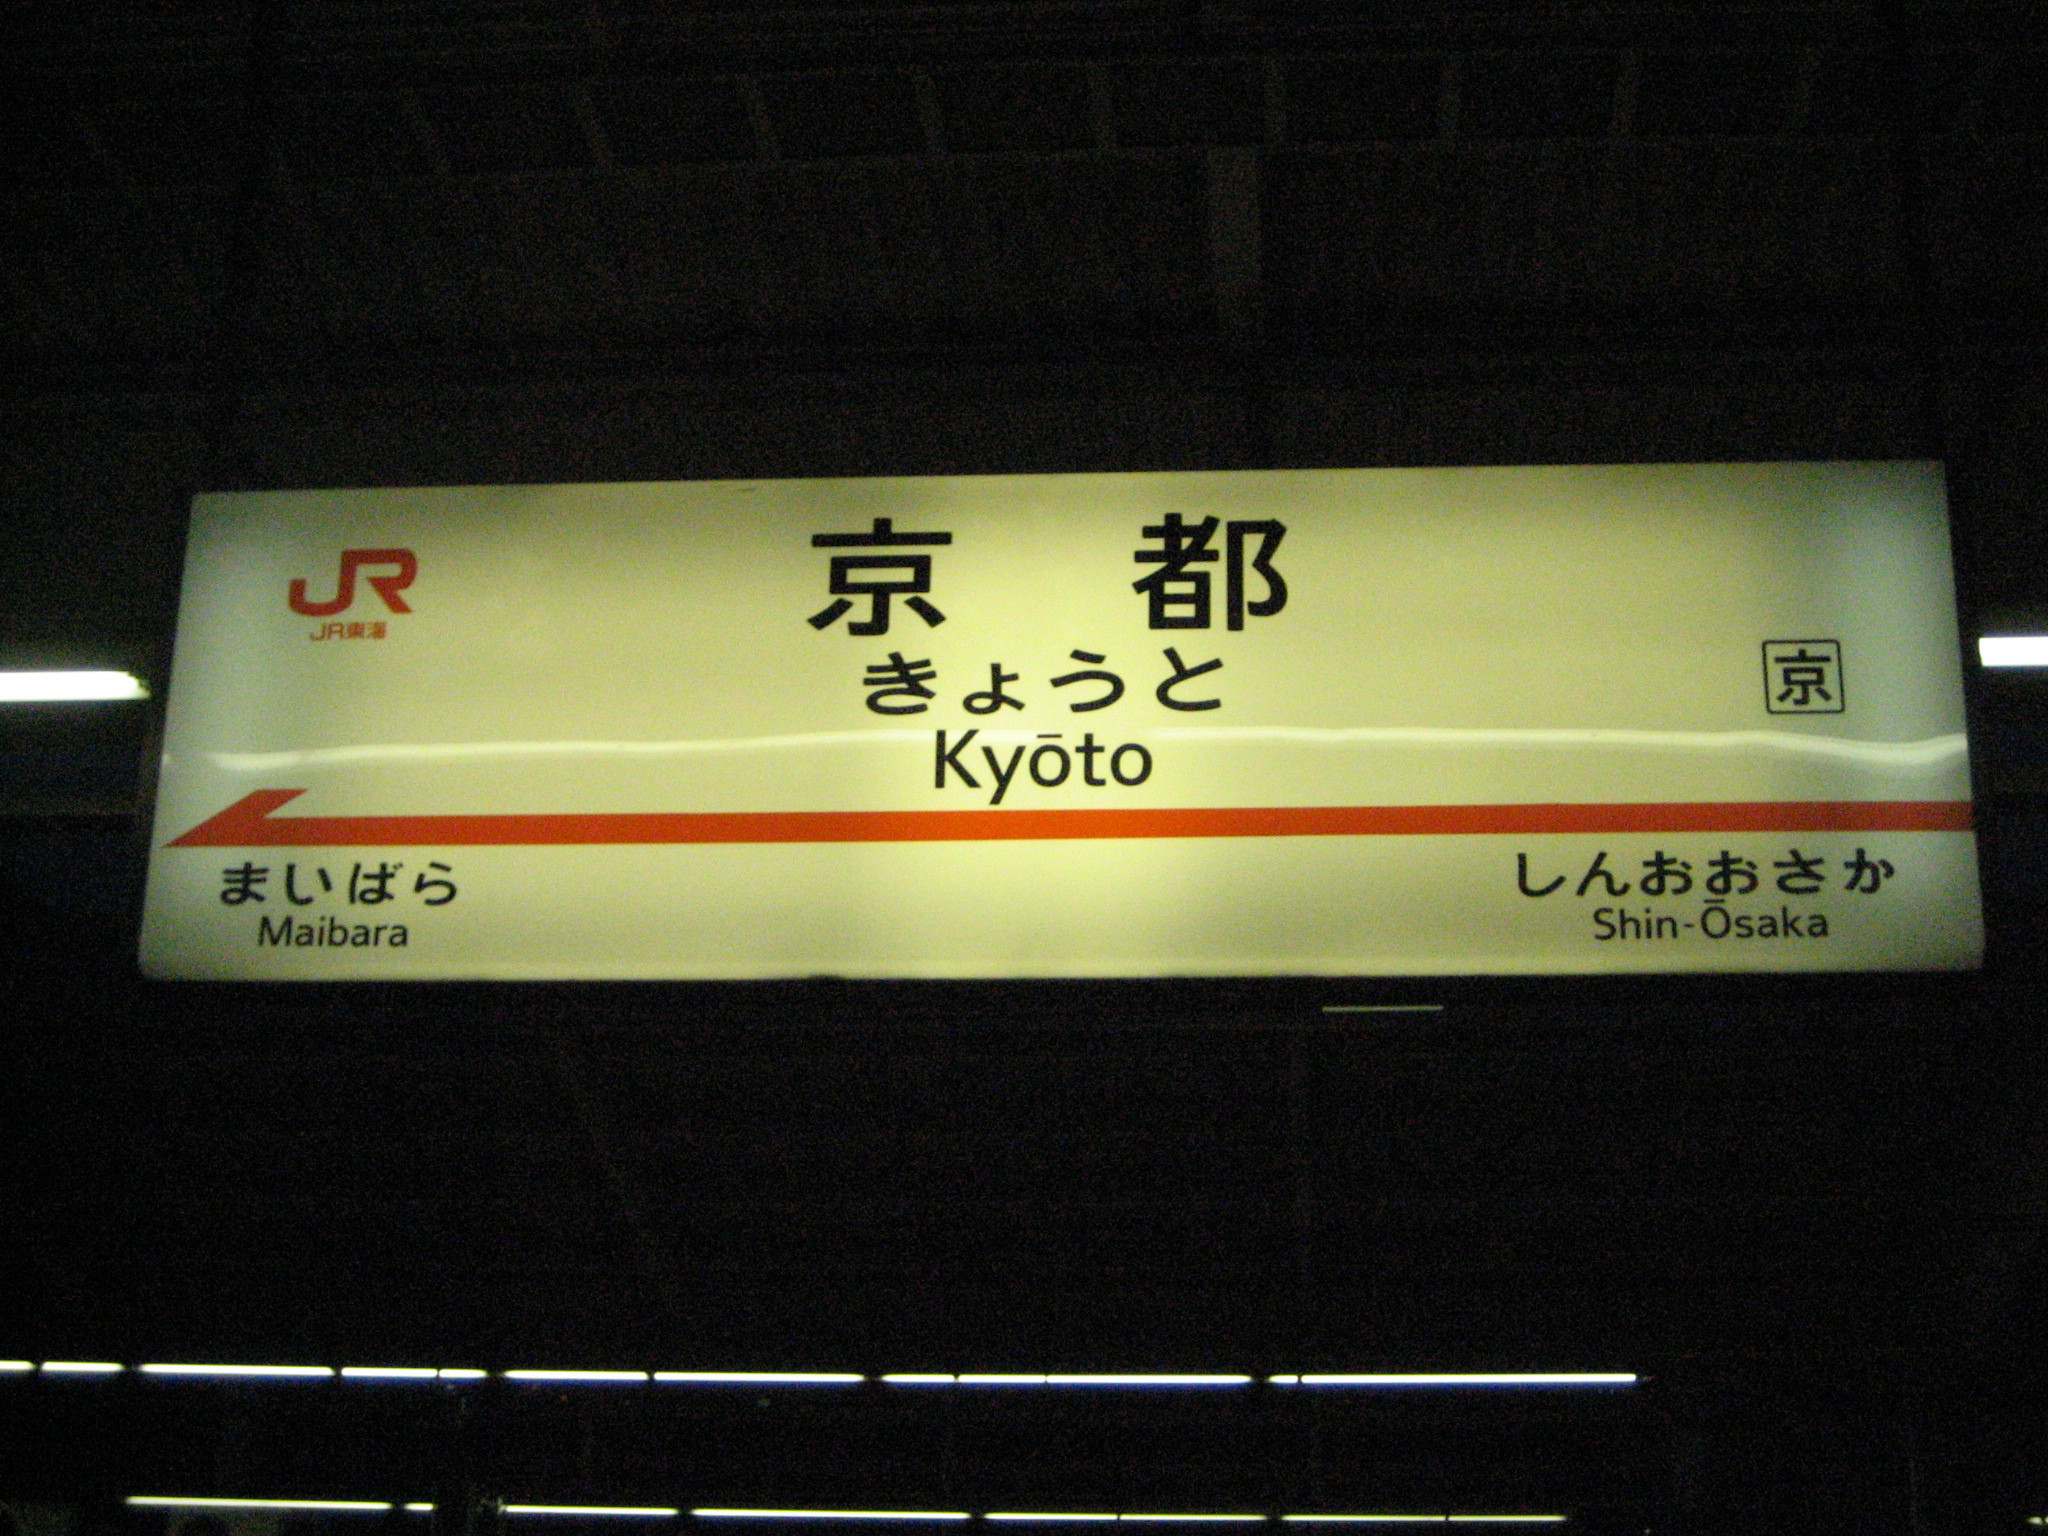 JR
JR東海
京都
きょうと
京
Kyōto
まいばら
Maibara
しんおおさか
Shin-Ōsaka